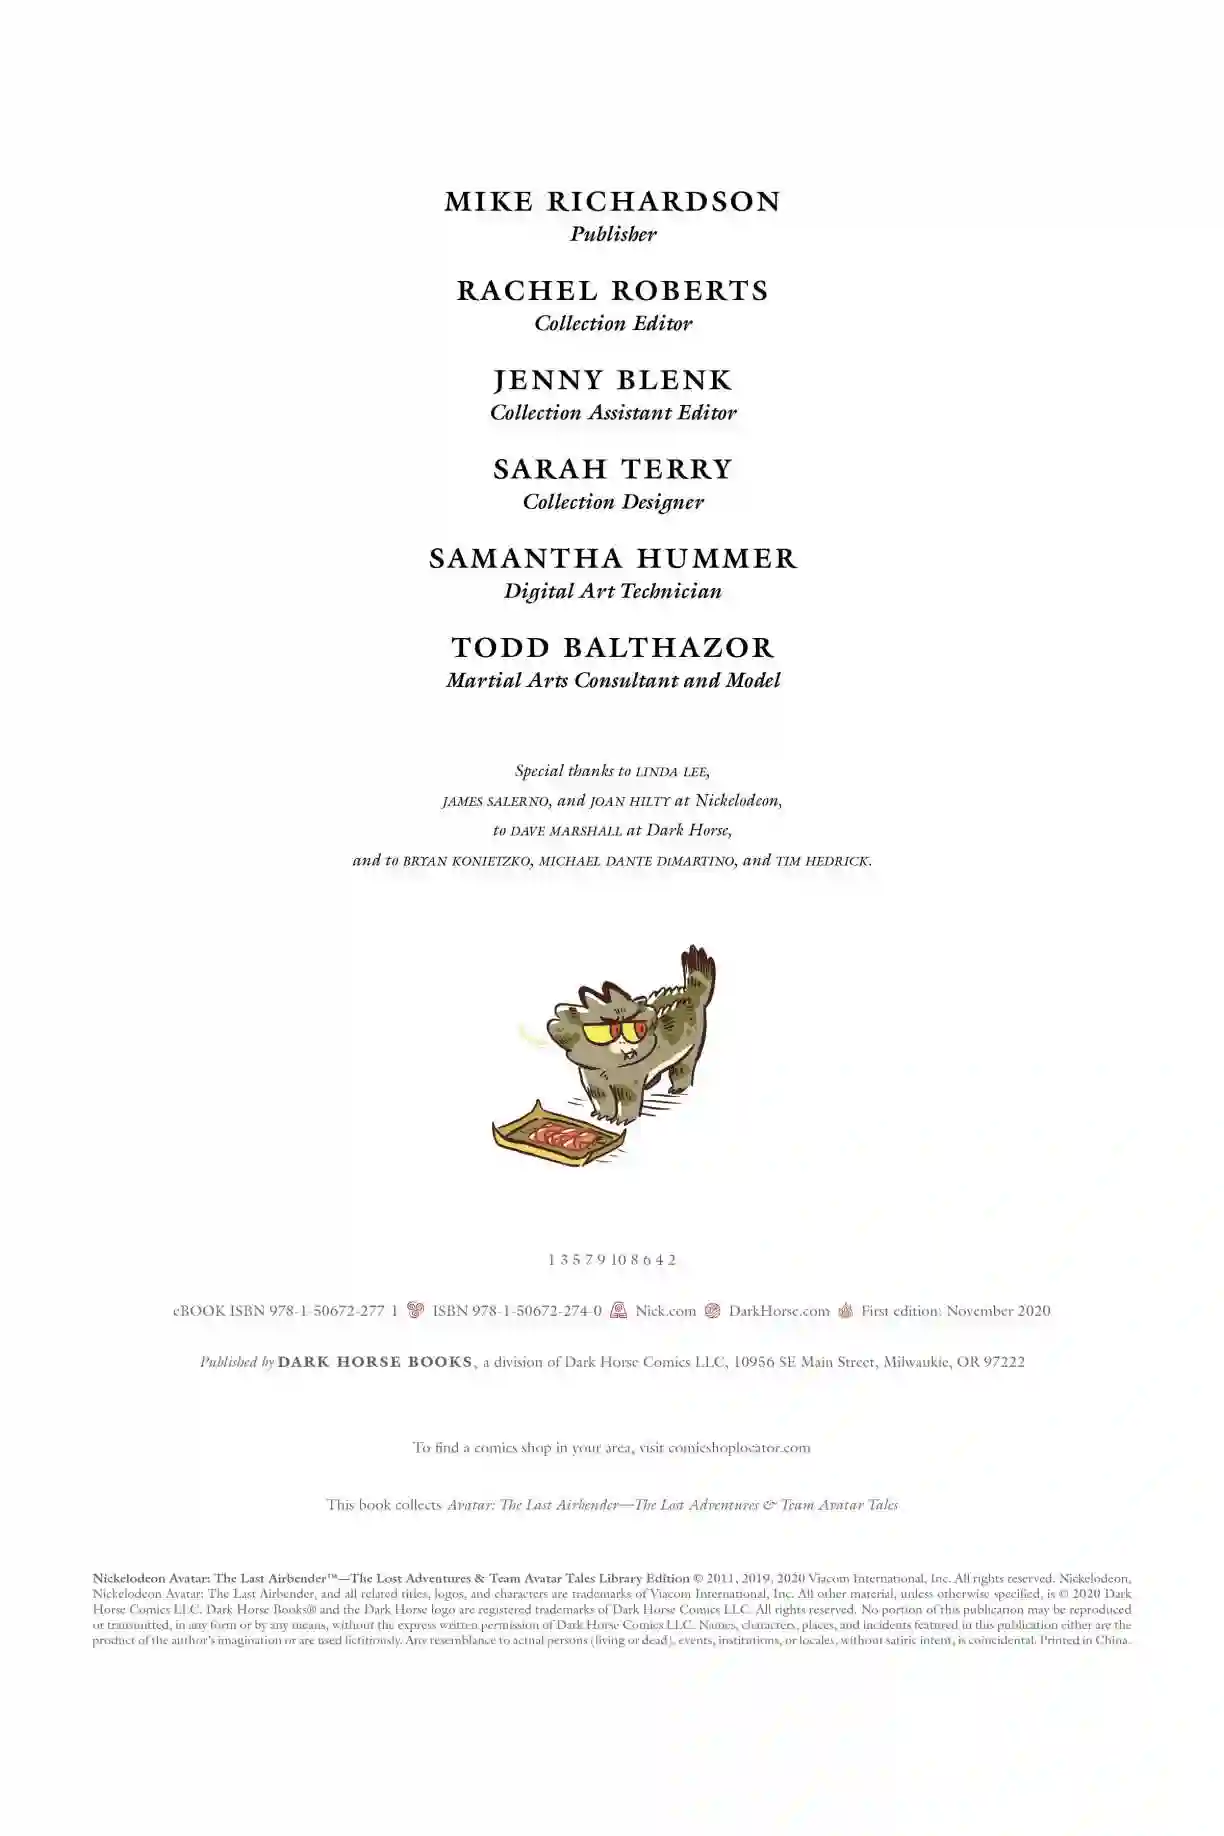 MIKE RICHARDSON
Publisher
RACHEL ROBERTS
Collection Editor
JENNY BLENK
Collection Assistant Editor
SARAH TERRY
Collection Designer
SAMANTHA HUMMER
Digital Art Technician
TODD BALTHAZOR
Martial Arts Consultant and Model
Special thanks to LINDA LEE,
JAMES SALERNO, and JOAN HILTY at Nickelodeon,
to DAVE MARSHALL at Dark Horse,
and to BRYAN KONIETZKO, MICHAEL DANTE DiMARTINO, and TIM HEDRICK.
1 3 5 7 9 10 8 6 4 2
eBOOK ISBN 978-1-50672-277-1 ISBN 978-1-50672-274-0 Nick.com DarkHorse.com First edition: November 2020
Published by DARK HORSE BOOKS, a division of Dark Horse Comics LLC, 10956 SE Main Street, Milwaukie, OR 97222
To find a comics shop in your area, visit comicshoplocator.com
This book collects Avatar: The Last Airbender—The Lost Adventures & Team Avatar Tales
Nickelodeon Avatar: The Last Airbender™—The Lost Adventures & Team Avatar Tales Library Edition © 2011, 2019, 2020 Viacom International, Inc. All rights reserved. Nickelodeon,
Nickelodeon Avatar: The Last Airbender, and all related titles, logos, and characters are trademarks of Viacom International, Inc. All other material, unless otherwise specified, is © 2020 Dark
Horse Comics LLC. Dark Horse Books® and the Dark Horse logo are registered trademarks of Dark Horse Comics LLC. All rights reserved. No portion of this publication may be reproduced
or transmitted, in any form or by any means, without the express written permission of Dark Horse Comics LLC. Names, characters, places, and incidents featured in this publication either are the
product of the author's imagination or are used fictitiously. Any resemblance to actual persons (living or dead), events, institutions, or locales, without satiric intent, is coincidental. Printed in China.